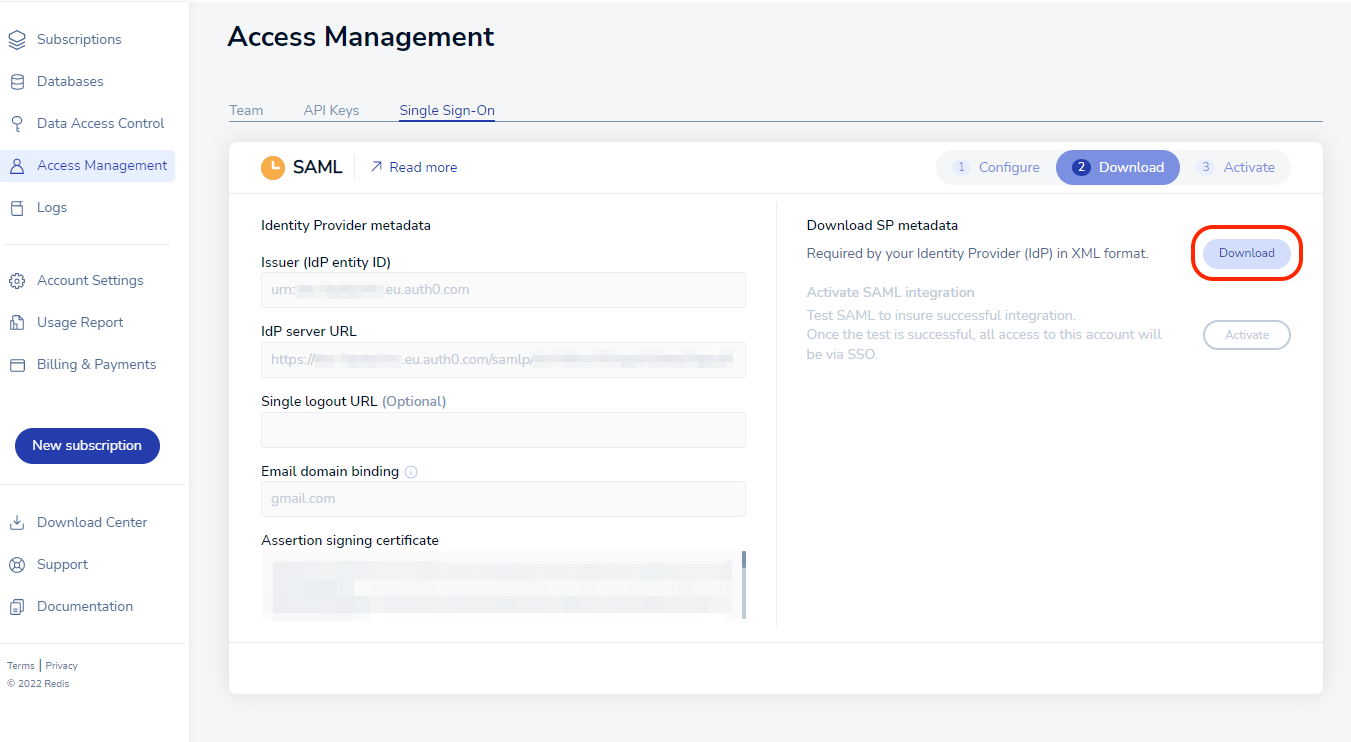 Subscriptions
Databases
Data Access Control
Access Management
Logs
Account Settings
Usage Report
Billing & Payments
New subscription
Download Center
Support
Documentation
Terms | Privacy
© 2022 Redis
Access Management
Team API Keys Single Sign-On
SAML Read more
1 Configure 2 Download 3 Activate
Identity Provider metadata
Issuer (IdP entity ID)
urn: .eu.auth0.com
IdP server URL
https:// .eu.auth0.com/samlp/
Single logout URL (Optional)
Email domain binding
gmail.com
Assertion signing certificate
Download SP metadata
Required by your Identity Provider (IdP) in XML format.
Download
Activate SAML integration
Test SAML to insure successful integration.
Once the test is successful, all access to this account will
be via SSO.
Activate